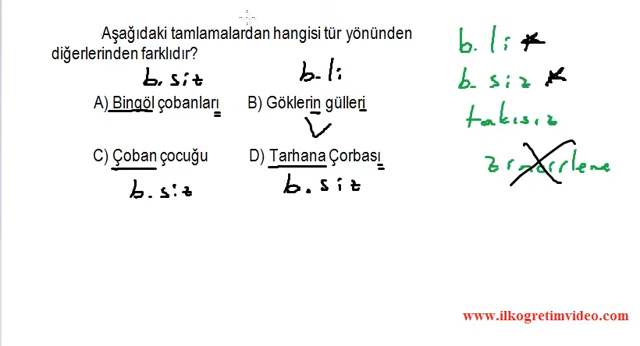 Aşağıdaki tamlamalardan hangisi tür yönünden
diğerlerinden farklıdır?
b. siz
b. li
A) Bingöl çobanları
B) Göklerin gülleri
C) Çoban çocuğu
D) Tarhana Çorbası
b. siz
b. siz
b. li
b. siz
takısız
zincirleme
www.ilkogretimvideo.com